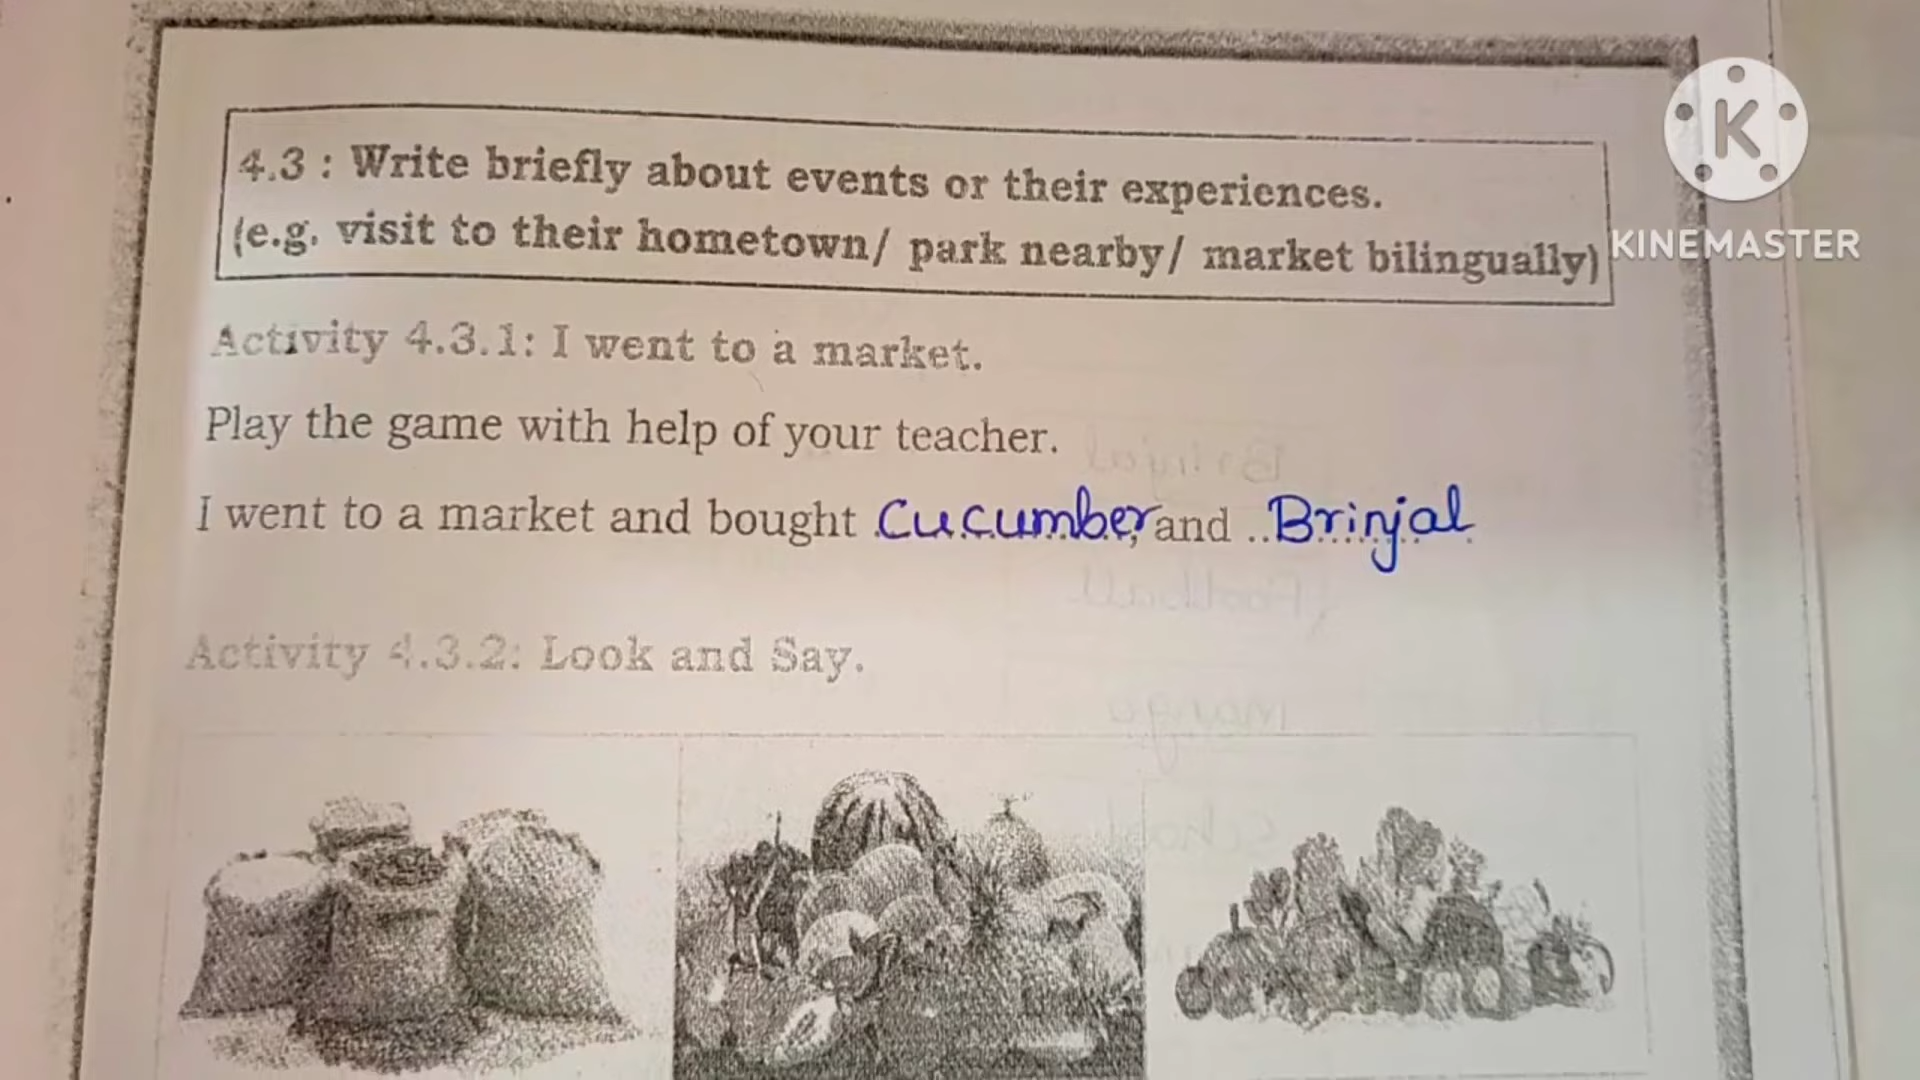 4.3 : Write briefly about events or their experiences.
(e.g. visit to their hometown/ park nearby/ market bilingually)
K
KINEMASTER
Activity 4.3.1: I went to a market.
Play the game with help of your teacher.
I went to a market and bought Cucumber and ..Brinjal
Activity 4.3.2: Look and Say.